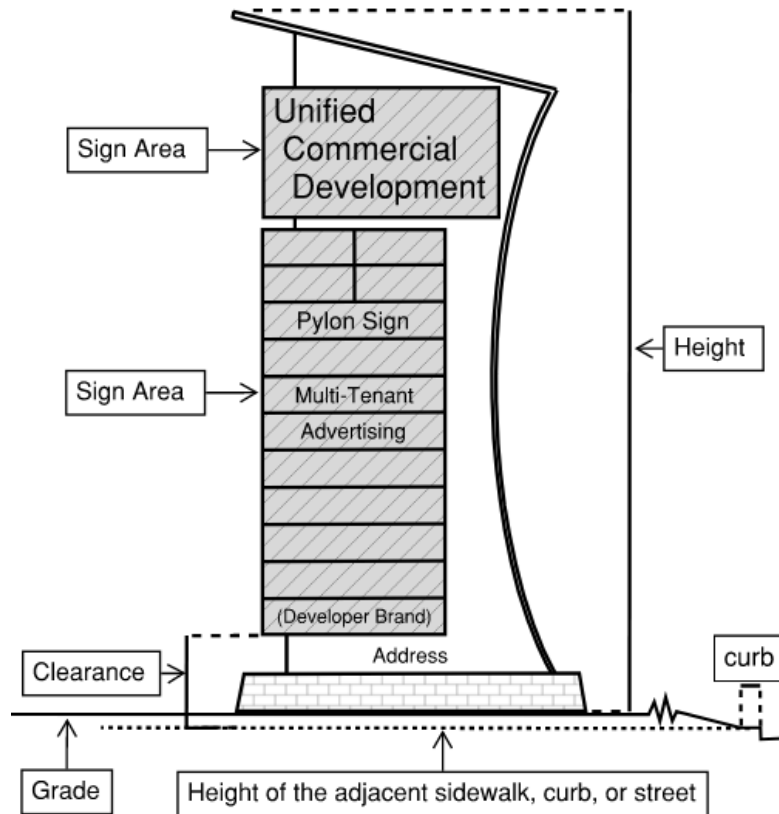 Unified
Commercial
Development
Sign Area
Pylon Sign
Height
Sign Area
Multi-Tenant
Advertising
(Developer Brand)
Address
Clearance
curb
Grade
Height of the adjacent sidewalk, curb, or street